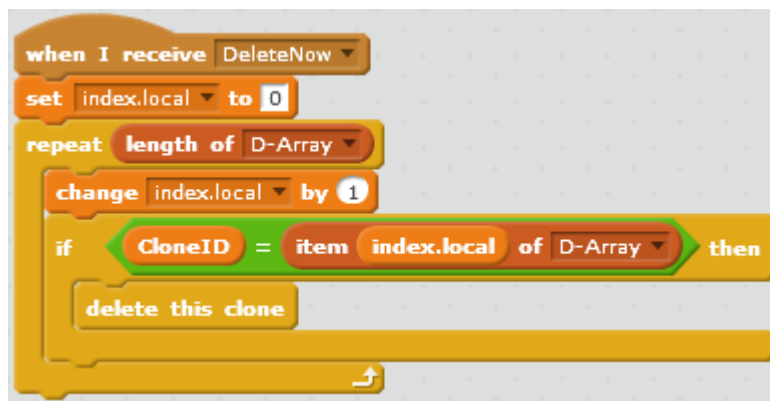 when I receive DeleteNow
set index.local to 0
repeat length of D-Array
change index.local by 1
if CloneID = item index.local of D-Array then
delete this clone